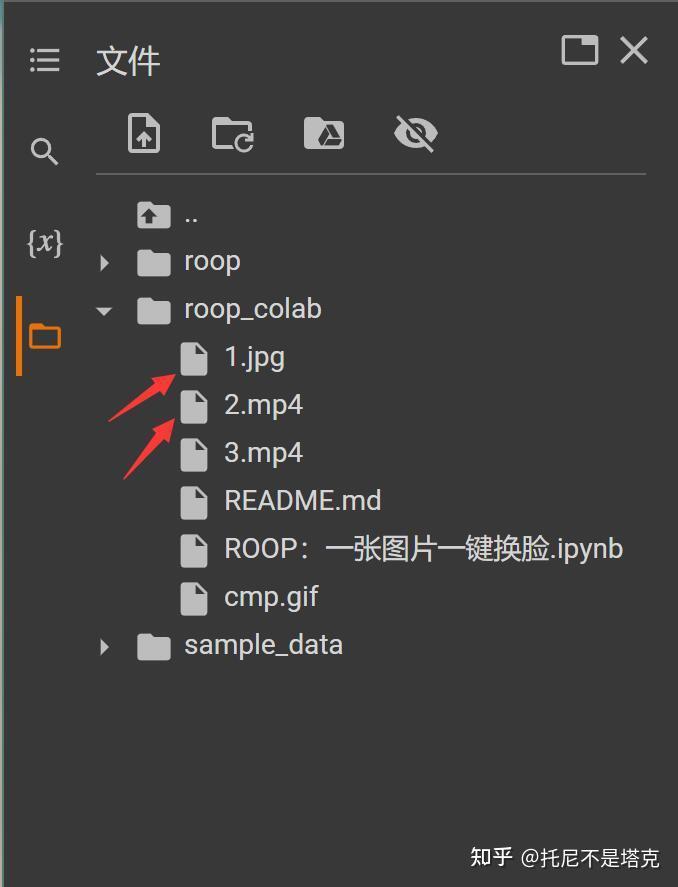 文件
{x}
..
roop
roop_colab
1.jpg
2.mp4
3.mp4
README.md
ROOP：一张图片一键换脸.ipynb
cmp.gif
sample_data
知乎 @托尼不是塔克